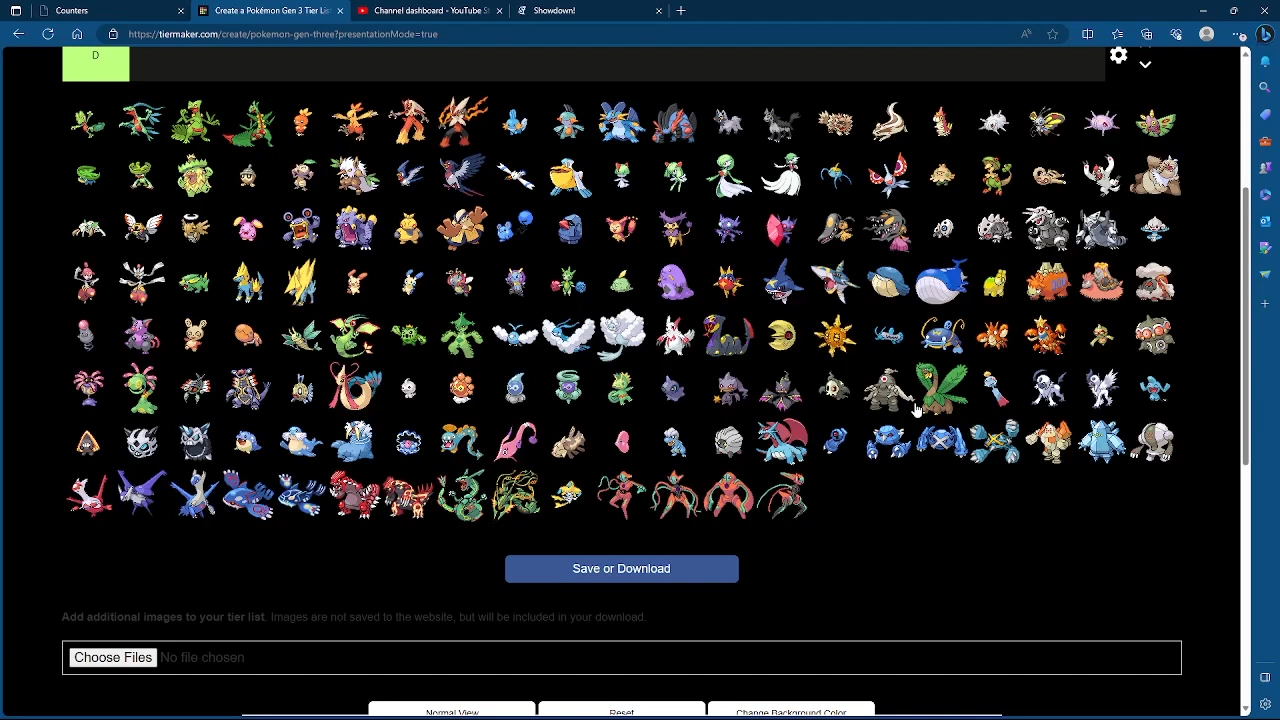 Counters
Create a Pokémon Gen 3 Tier Lis
Channel dashboard - YouTube St
Showdown!
https://tiermaker.com/create/pokemon-gen-three?presentationMode=true
D
Save or Download
Add additional images to your tier list. Images are not saved to the website, but will be included in your download.
Choose Files No file chosen
Normal View
Reset
Change Background Color